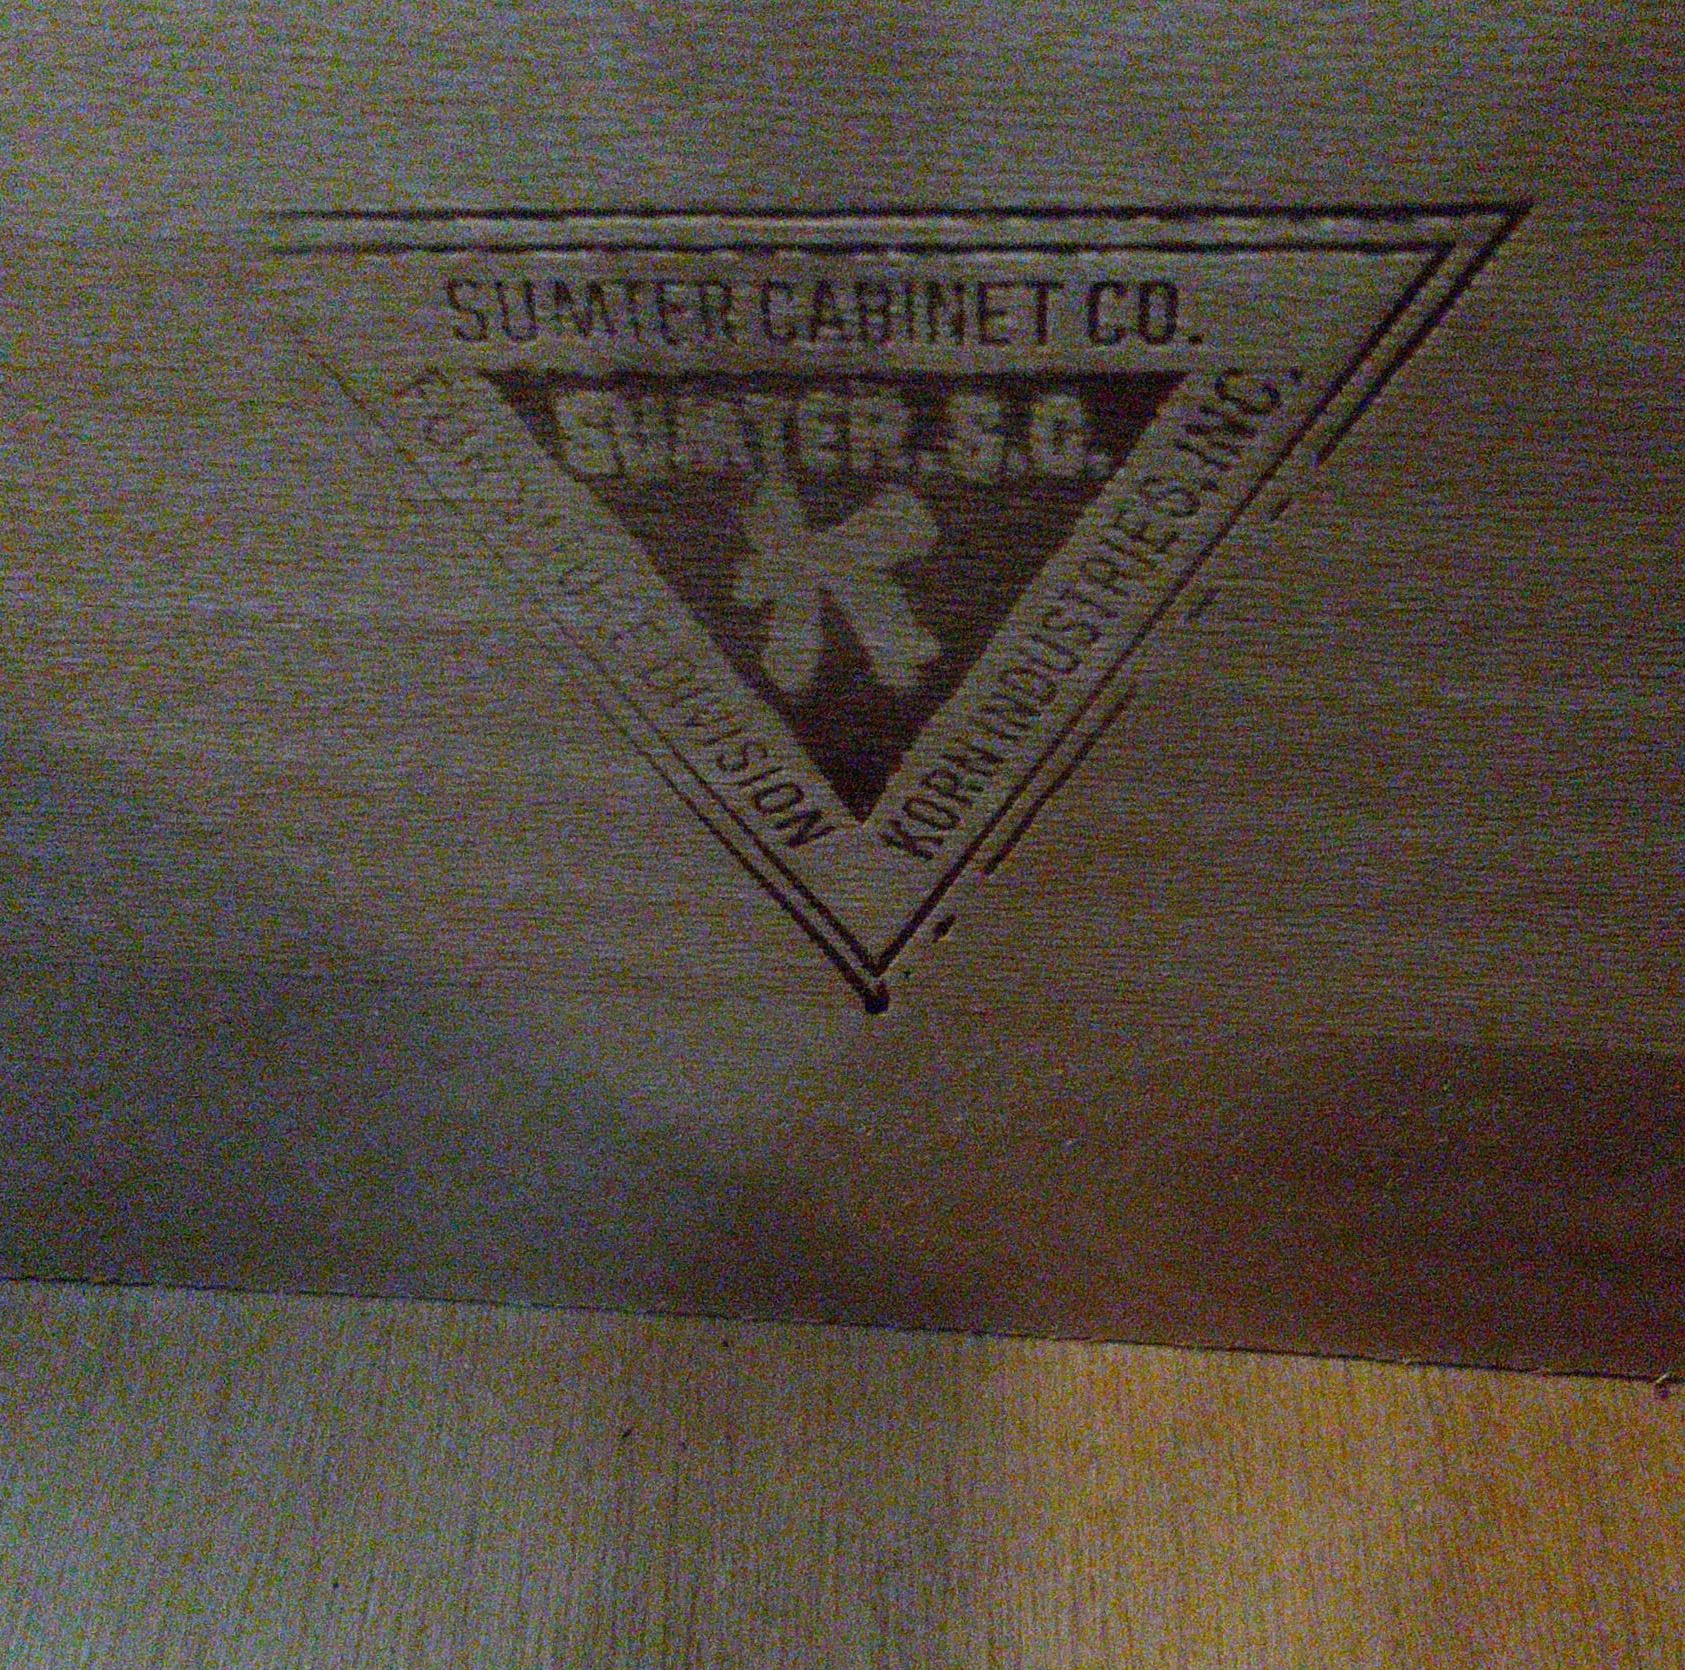 SUMTER CABINET CO.
SUMTER, S.C.
K
DIVISION
KORN INDUSTRIES, INC.